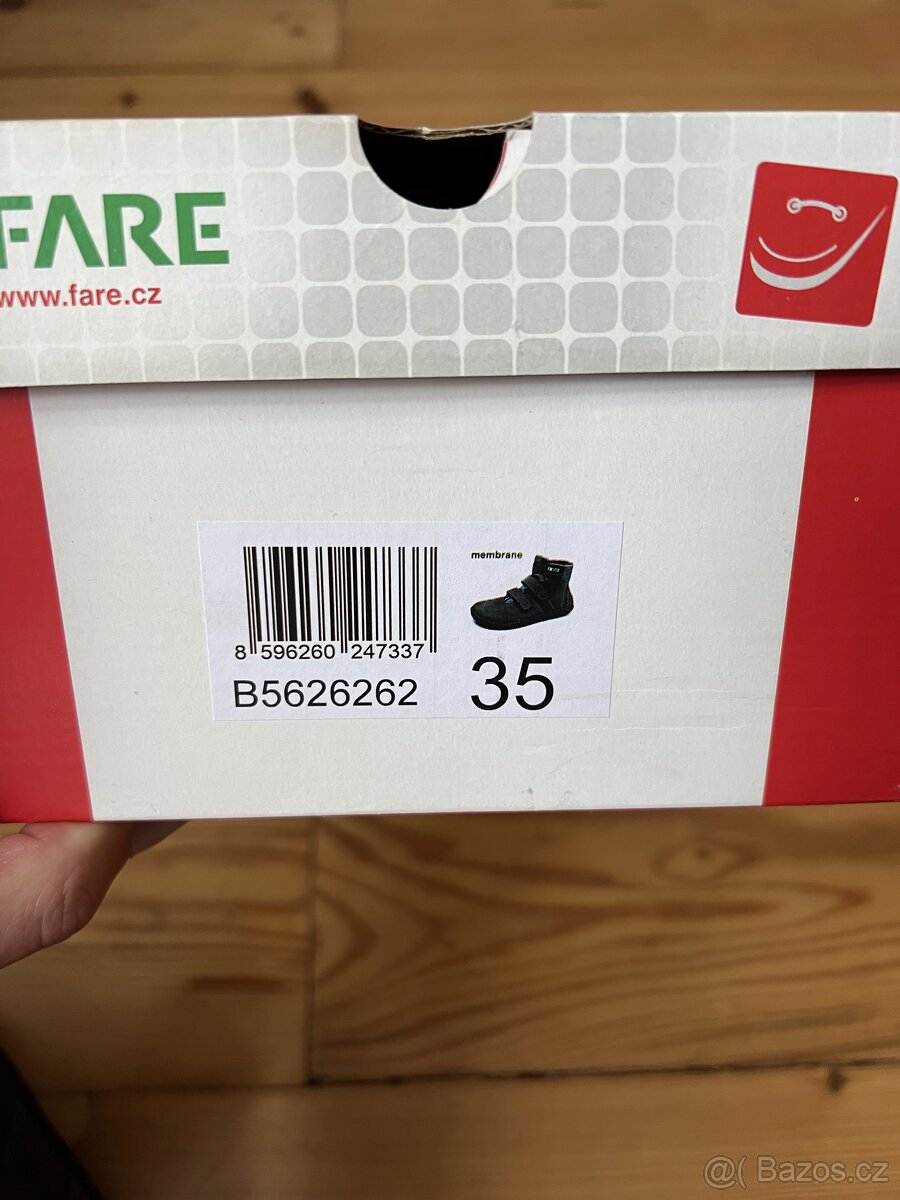 FARE
www.fare.cz
membrane
8 596260 247337
B5626262
35
@( Bazos.cz